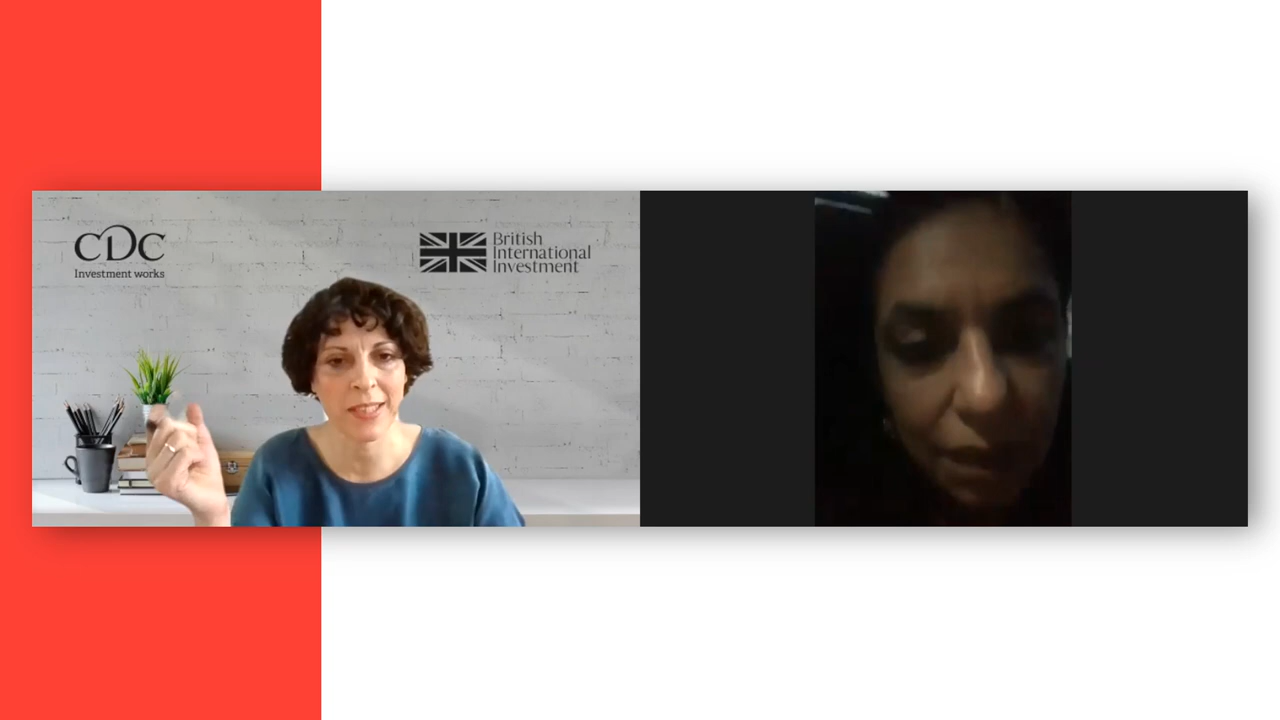 CDC
Investment works
British
International
Investment